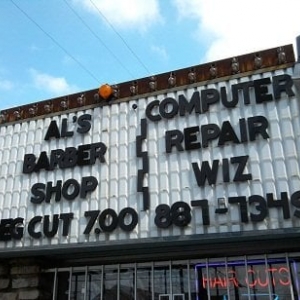 AL'S
BARBER
SHOP
REG CUT 7.00
COMPUTER
REPAIR
WIZ
887-7349
HAIR CUTS